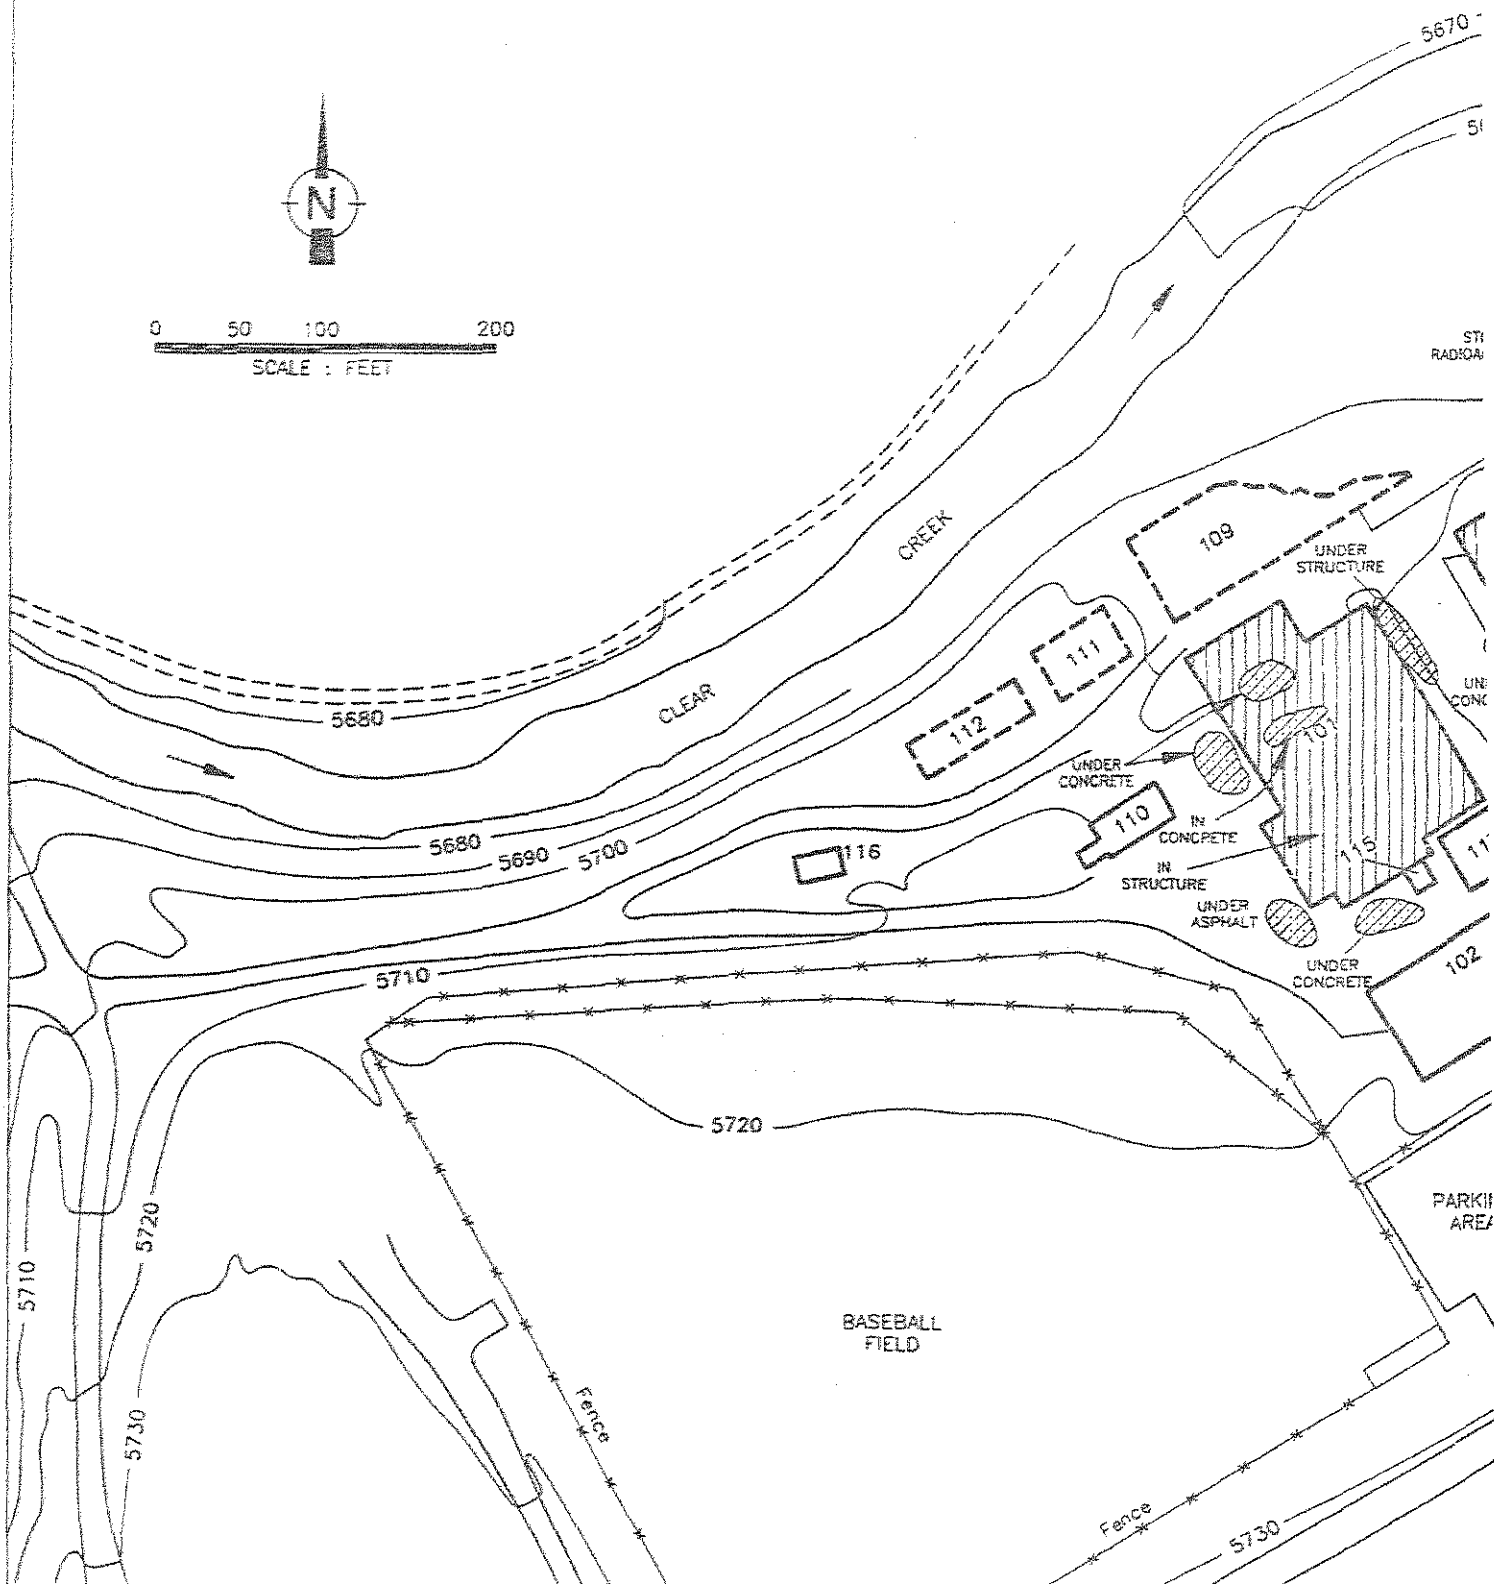 5670
N
0 50 100 200
SCALE : FEET
109
UNDER
STRUCTURE
CREEK
111
CLEAR
112
5680
101
UNDER
CONCRETE
110
IN
CONCRETE
5680
5690
5700
116
115
IN
STRUCTURE
UNDER
ASPHALT
UNDER
CONCRETE
102
5710
5720
5720
5710
BASEBALL
FIELD
Fence
5730
Fence
5730